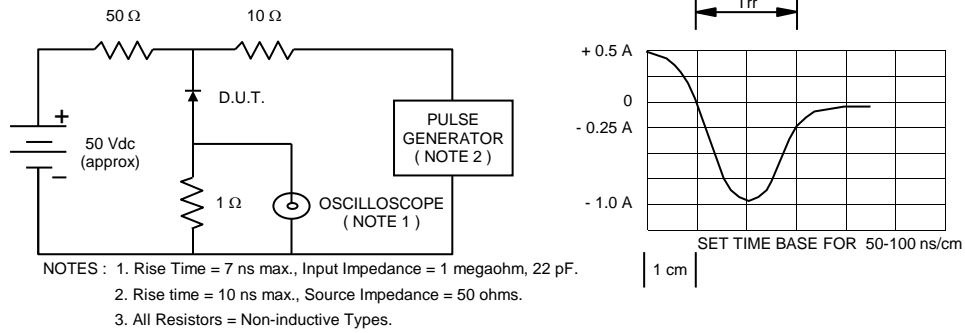 50 Ω
10 Ω
D.U.T.
+
50 Vdc
(approx)
−
1 Ω
OSCILLOSCOPE
( NOTE 1 )
PULSE
GENERATOR
( NOTE 2 )
NOTES : 1. Rise Time = 7 ns max., Input Impedance = 1 megaohm, 22 pF.
2. Rise time = 10 ns max., Source Impedance = 50 ohms.
3. All Resistors = Non-inductive Types.
Trr
+ 0.5 A
0
- 0.25 A
- 1.0 A
SET TIME BASE FOR 50-100 ns/cm
1 cm